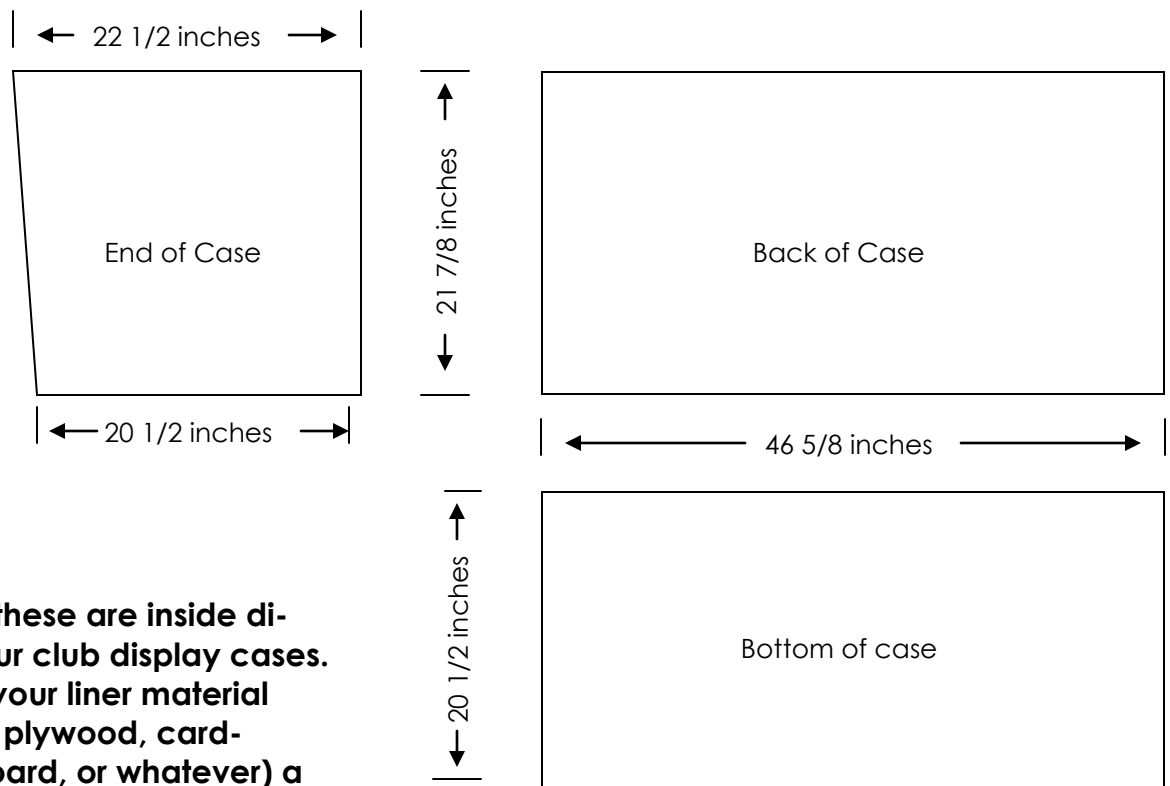 22 1/2 inches
End of Case
21 7/8 inches
Back of Case
20 1/2 inches
46 5/8 inches
20 1/2 inches
Bottom of case
these are inside di-
club display cases.
your liner material
plywood, card-
or whatever) a